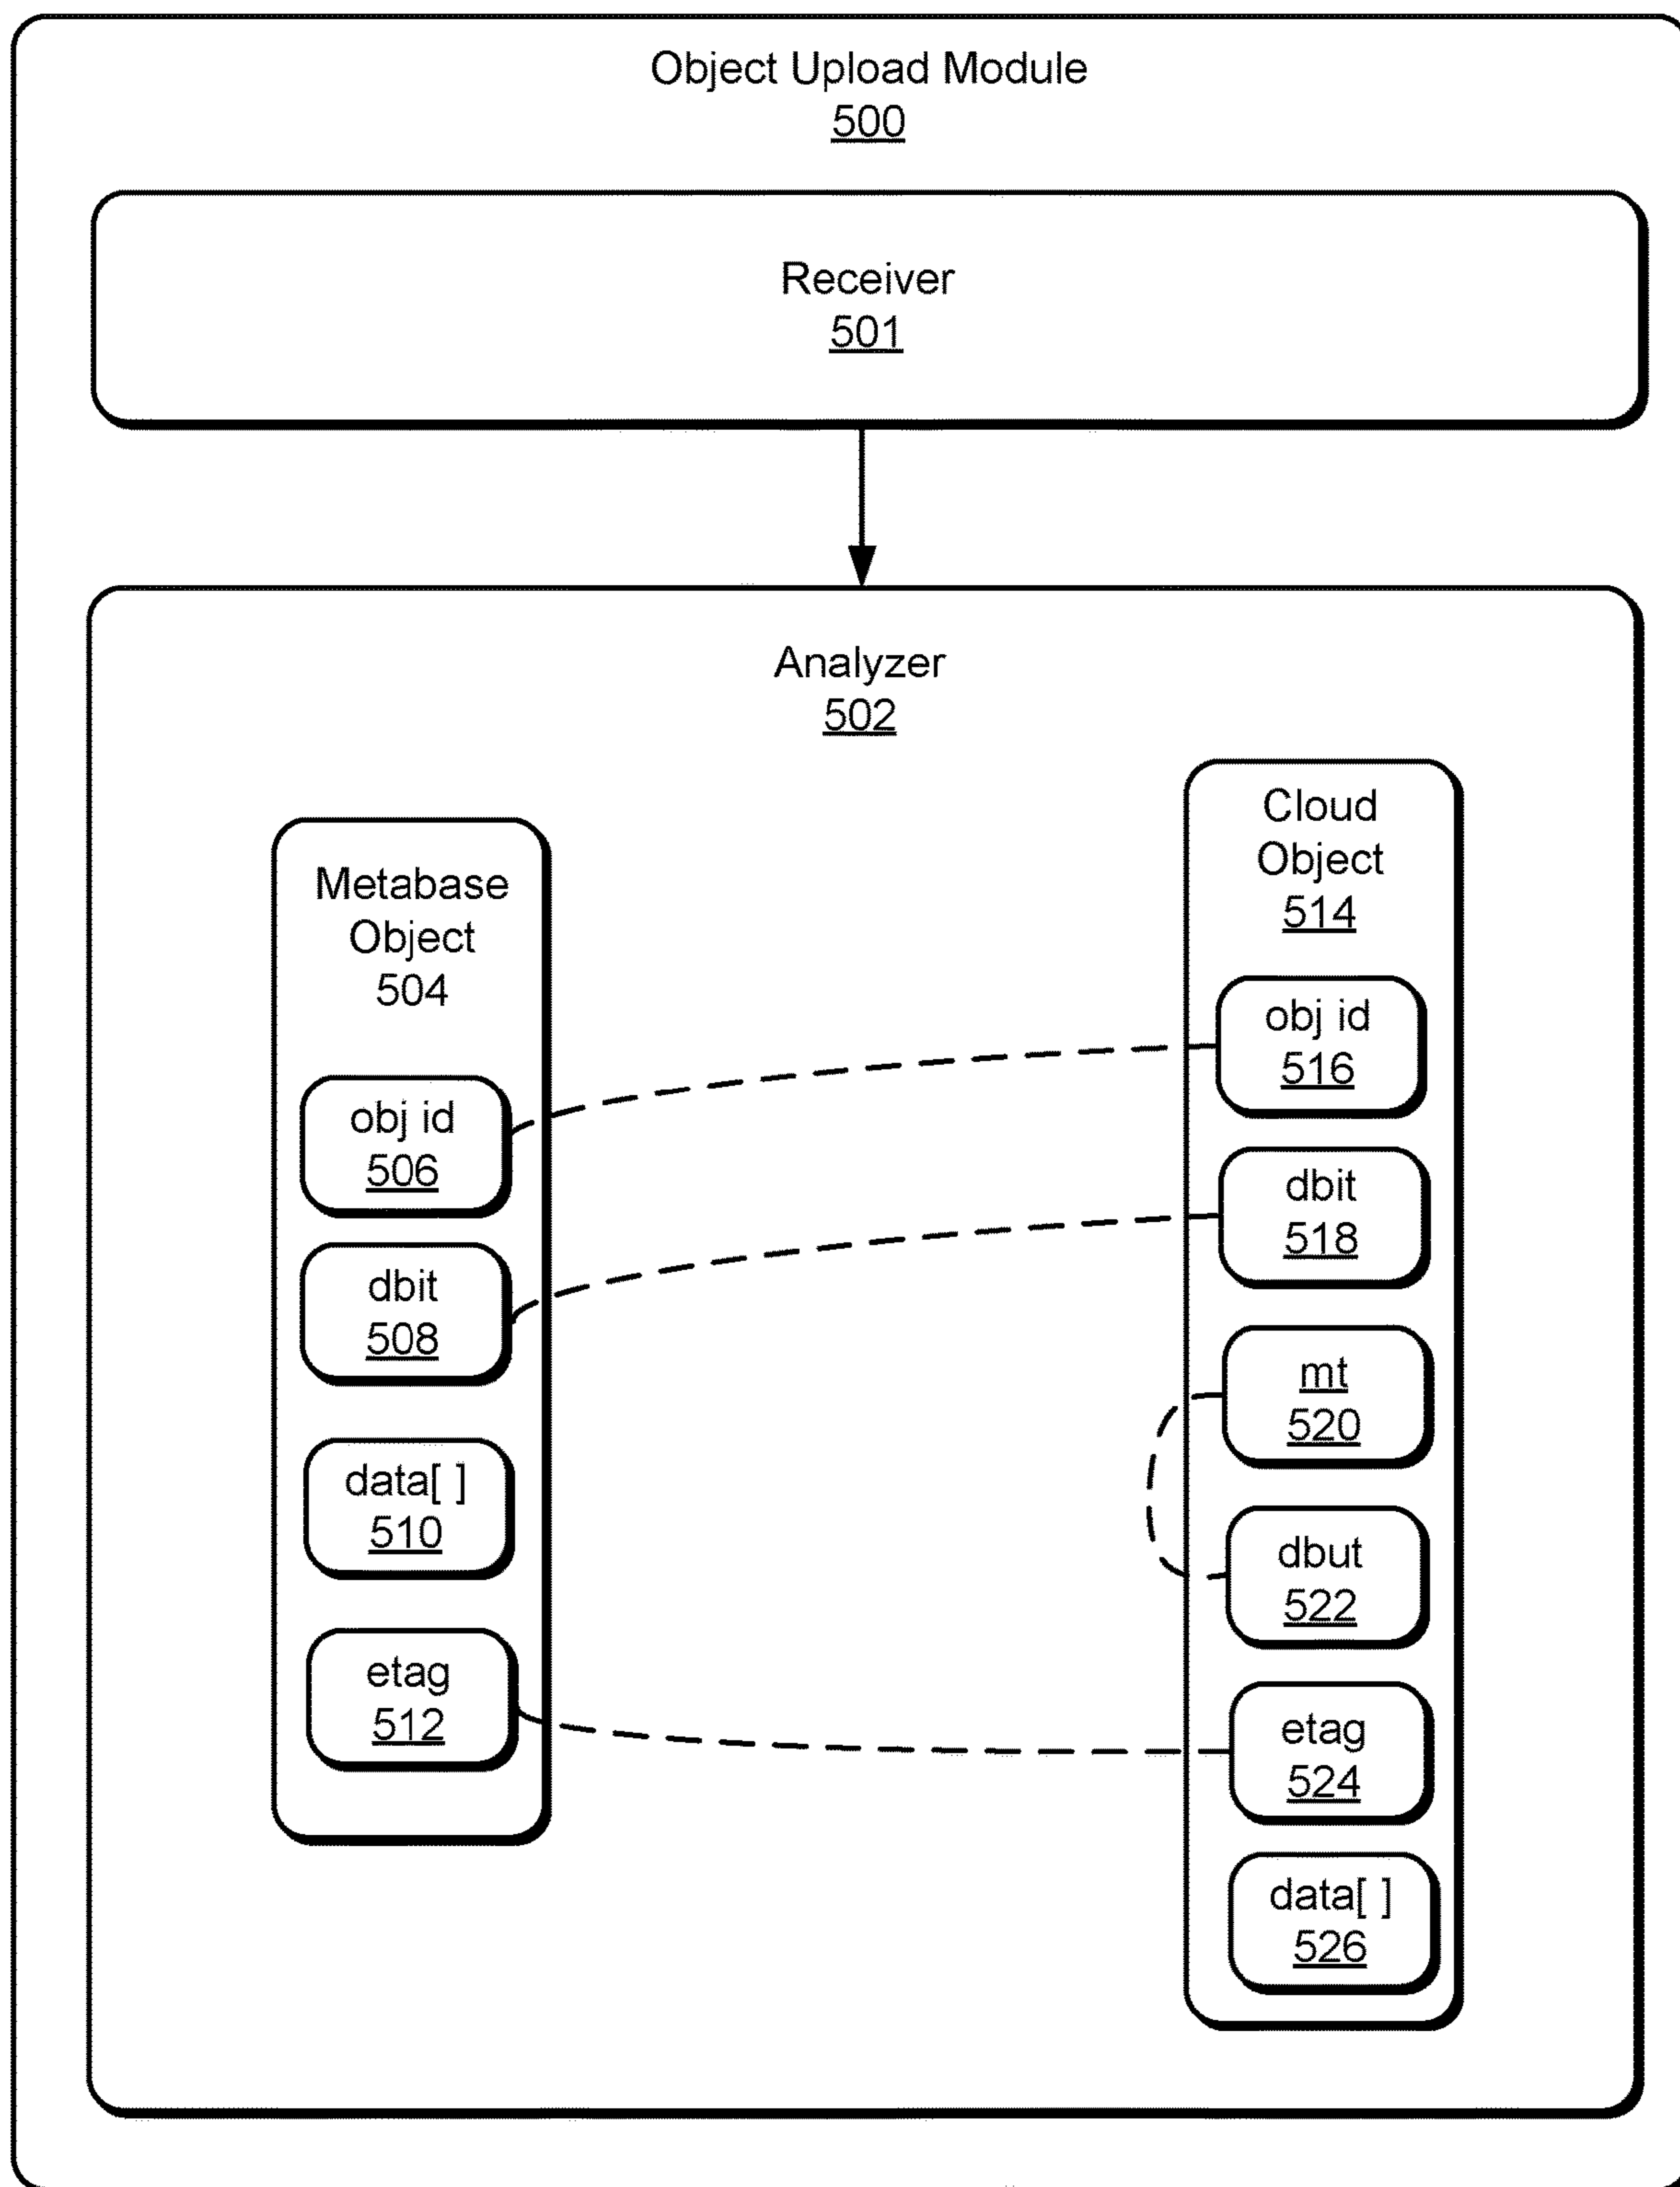 Object Upload Module
500
Receiver
501
Analyzer
502
Metabase
Object
504
obj id
506
dbit
508
data[ ]
510
etag
512
Cloud
Object
514
obj id
516
dbit
518
mt
520
dbut
522
etag
524
data[ ]
526